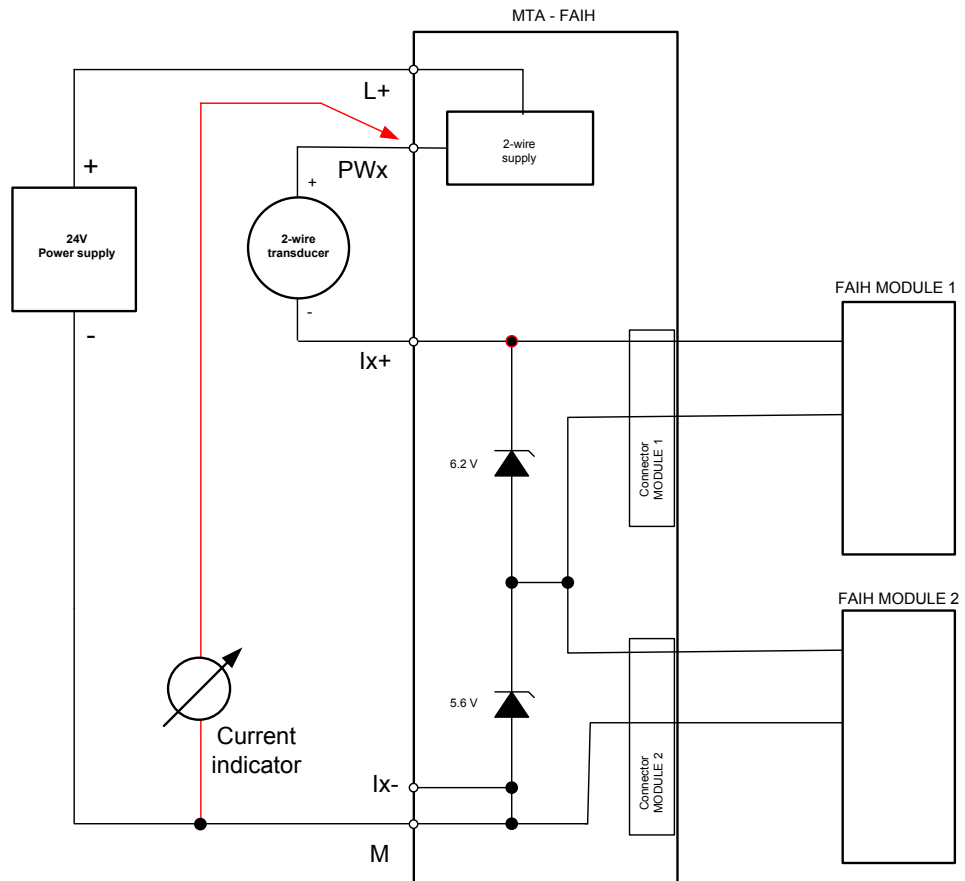 MTA - FAIH
L+
2-wire
supply
PWx
+
+
24V
Power supply
2-wire
transducer
-
-
Ix+
FAIH MODULE 1
6.2 V
Connector
MODULE 1
FAIH MODULE 2
5.6 V
Current
indicator
Connector
MODULE 2
Ix-
M